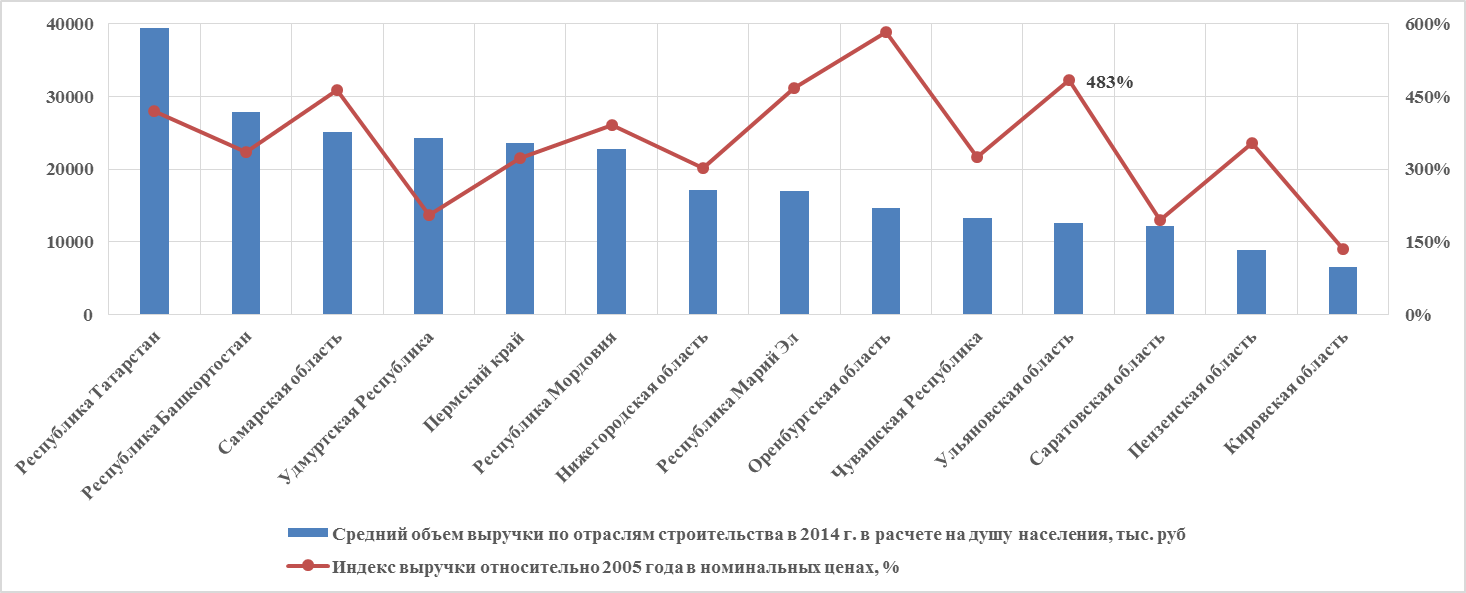 40000
30000
20000
10000
0
600%
450%
300%
150%
0%
483%
Республика Татарстан
Республика Башкортостан
Самарская область
Удмуртская Республика
Пермский край
Республика Мордовия
Нижегородская область
Республика Марий Эл
Оренбургская область
Чувашская Республика
Ульяновская область
Саратовская область
Пензенская область
Кировская область
Средний объем выручки по отраслям строительства в 2014 г. в расчете на душу населения, тыс. руб
Индекс выручки относительно 2005 года в номинальных ценах, %